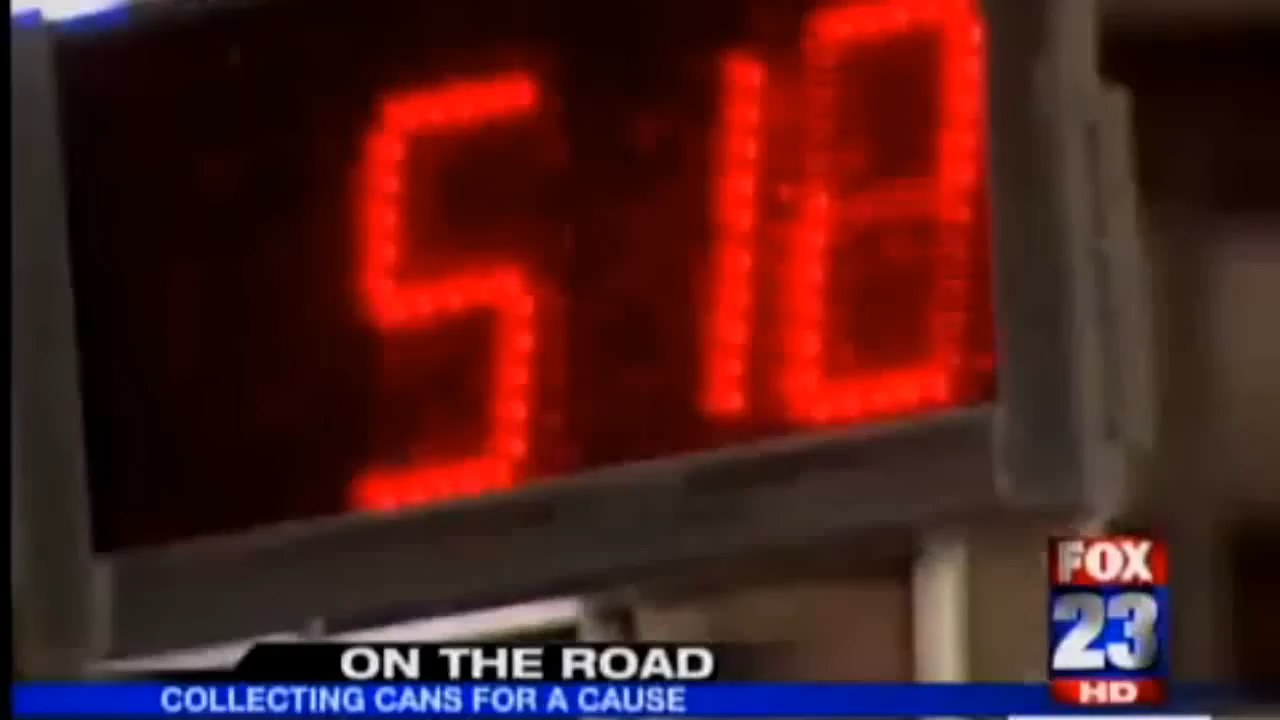 5 18
FOX
23
HD
ON THE ROAD
COLLECTING CANS FOR A CAUSE